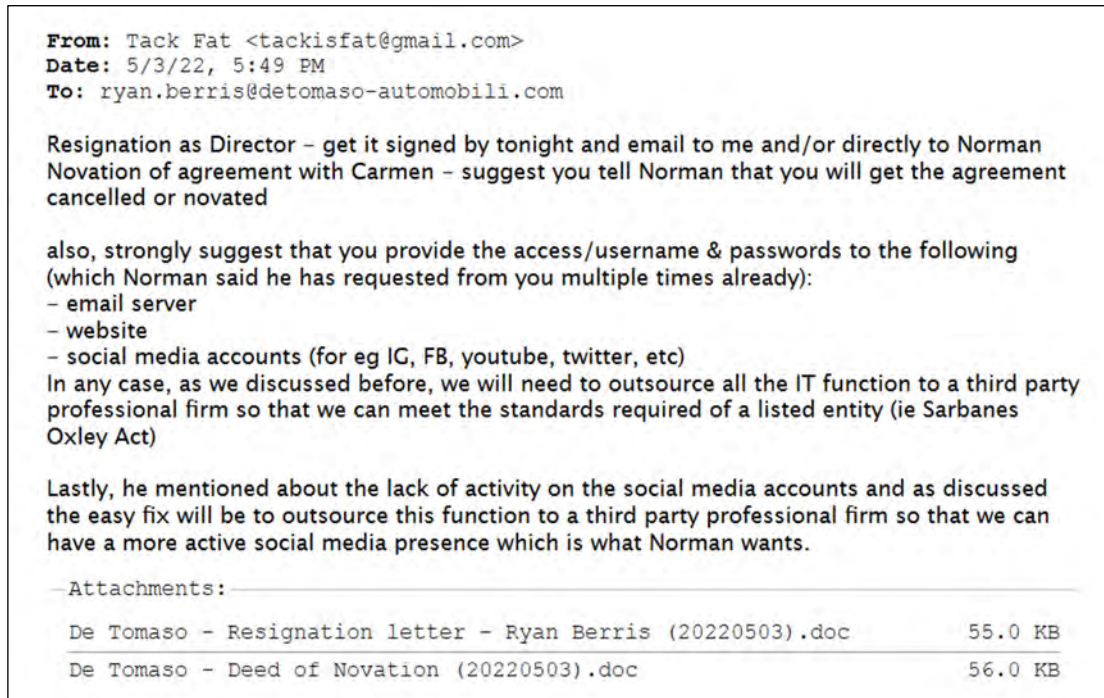 From: Tack Fat <tackisfat@gmail.com>
Date: 5/3/22, 5:49 PM
To: ryan.berris@detomaso-automobili.com
Resignation as Director – get it signed by tonight and email to me and/or directly to Norman
Novation of agreement with Carmen – suggest you tell Norman that you will get the agreement
cancelled or novated
also, strongly suggest that you provide the access/username & passwords to the following
(which Norman said he has requested from you multiple times already):
– email server
– website
– social media accounts (for eg IG, FB, youtube, twitter, etc)
In any case, as we discussed before, we will need to outsource all the IT function to a third party
professional firm so that we can meet the standards required of a listed entity (ie Sarbanes
Oxley Act)
Lastly, he mentioned about the lack of activity on the social media accounts and as discussed
the easy fix will be to outsource this function to a third party professional firm so that we can
have a more active social media presence which is what Norman wants.
Attachments:
De Tomaso - Resignation letter - Ryan Berris (20220503).doc 55.0 KB
De Tomaso - Deed of Novation (20220503).doc 56.0 KB